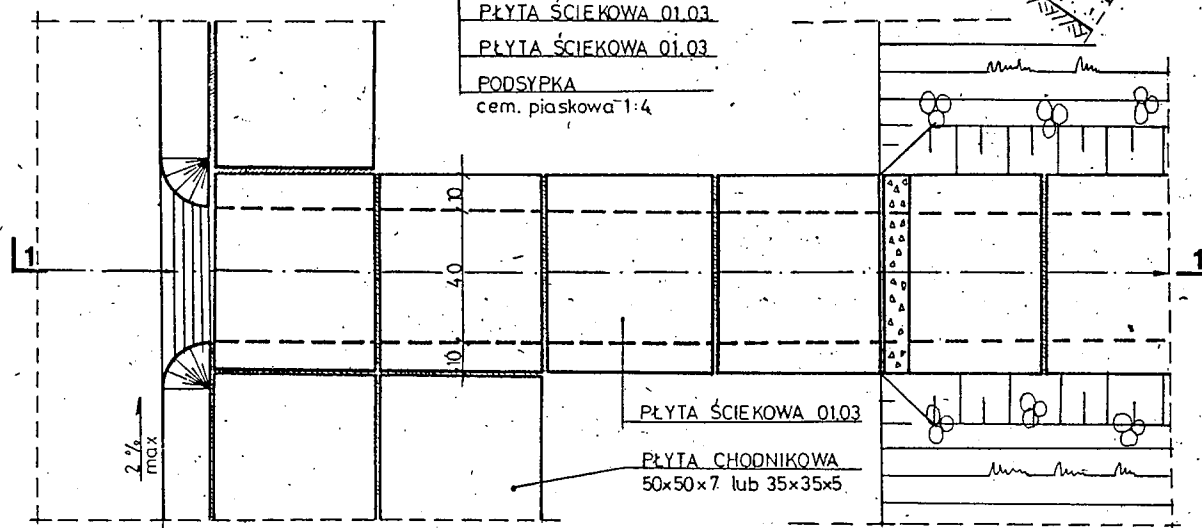 PŁYTA ŚCIEKOWA 01.03
PŁYTA ŚCIEKOWA 01.03
PODSYPKA
cem. piaskowa 1:4
10
1
40
1
10
PŁYTA ŚCIEKOWA 01.03
2% max
PŁYTA CHODNIKOWA
50x50x7 lub 35x35x5